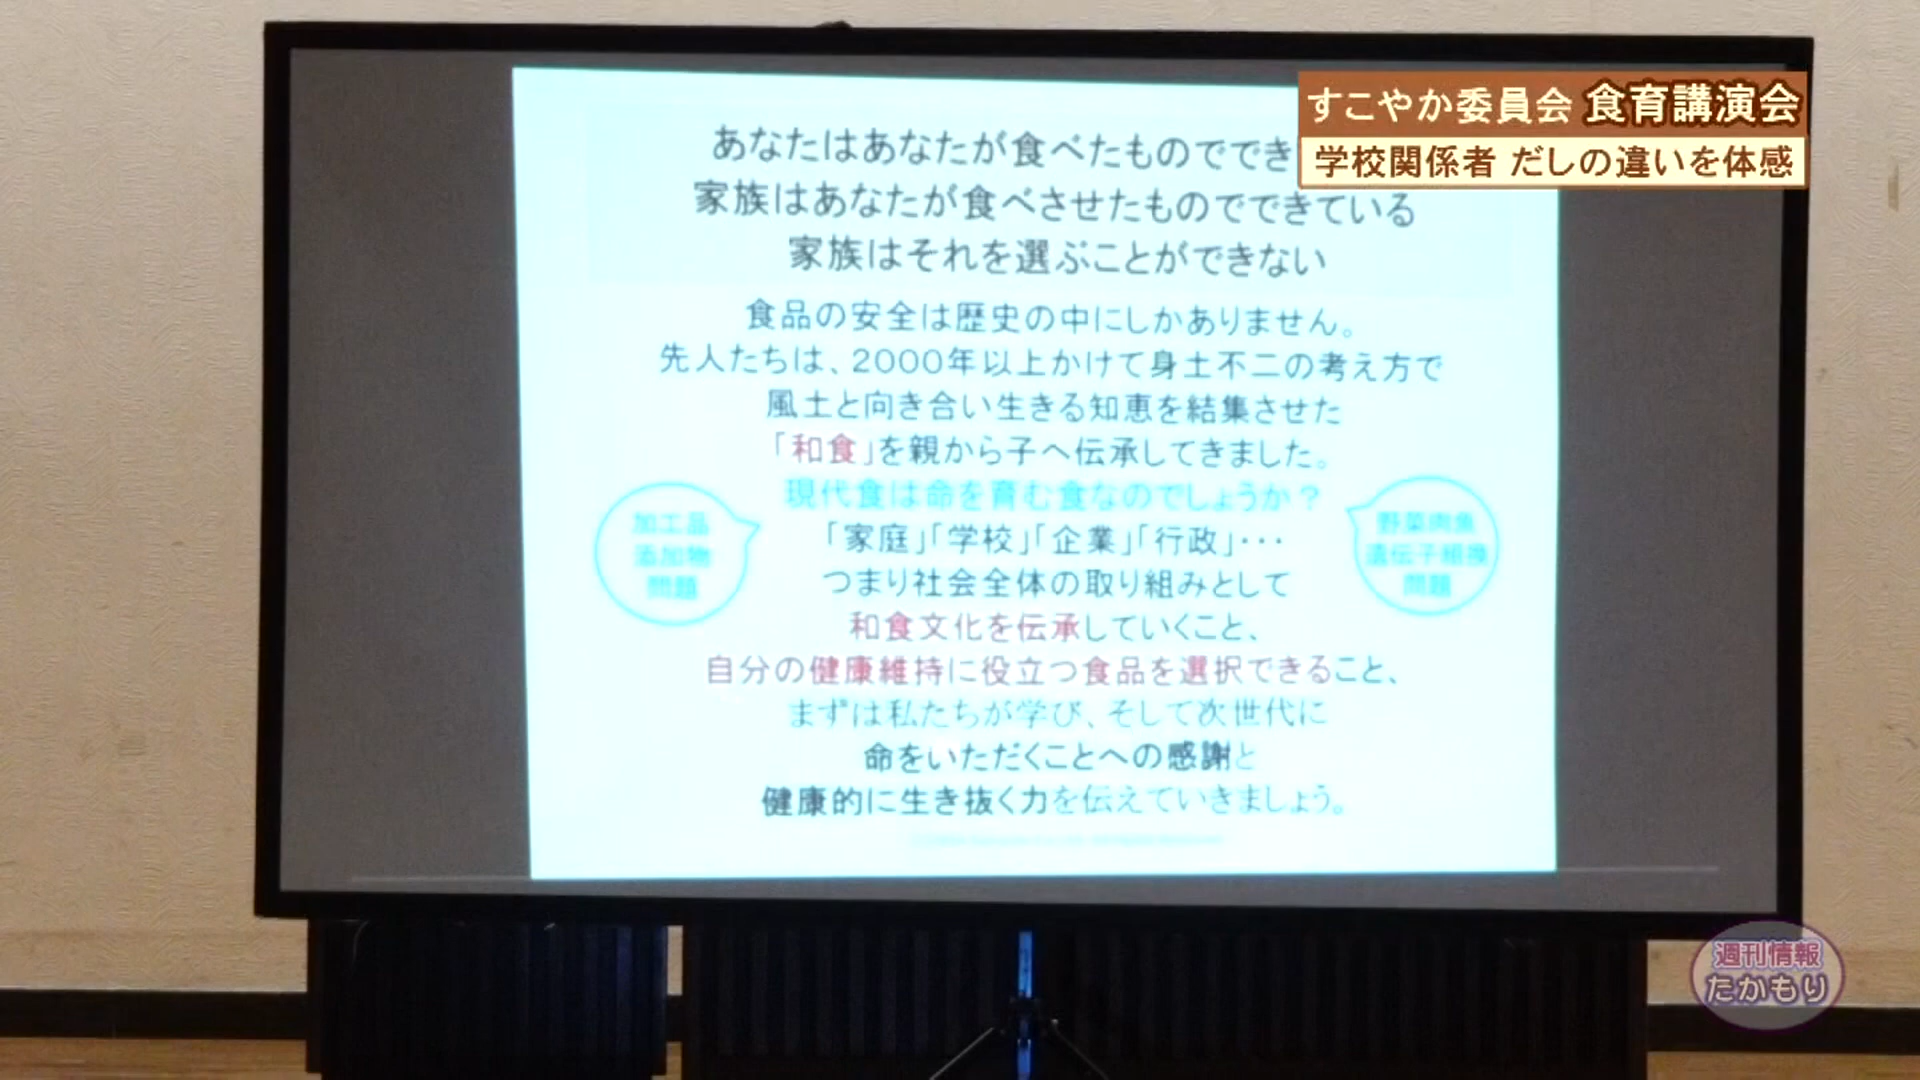 すこやか委員会 食育講演会
学校関係者 だしの違いを体感
あなたはあなたが食べたものででき
家族はあなたが食べさせたものでできている
家族はそれを選ぶことができない
食品の安全は歴史の中にしかありません。
先人たちは、2000年以上かけて身土不二の考え方で
風土と向き合い生きる知恵を結集させた
「和食」を親から子へ伝承してきました。
現代食は命を育む食なのでしょうか?
加工品
添加物
問題
野菜肉魚
遺伝子組換
問題
「家庭」「学校」「企業」「行政」・・・
つまり社会全体の取り組みとして
和食文化を伝承していくこと、
自分の健康維持に役立つ食品を選択できること、
まずは私たちが学び、そして次世代に
命をいただくことへの感謝と
健康的に生き抜く力を伝えていきましょう。
週刊情報
たかもり